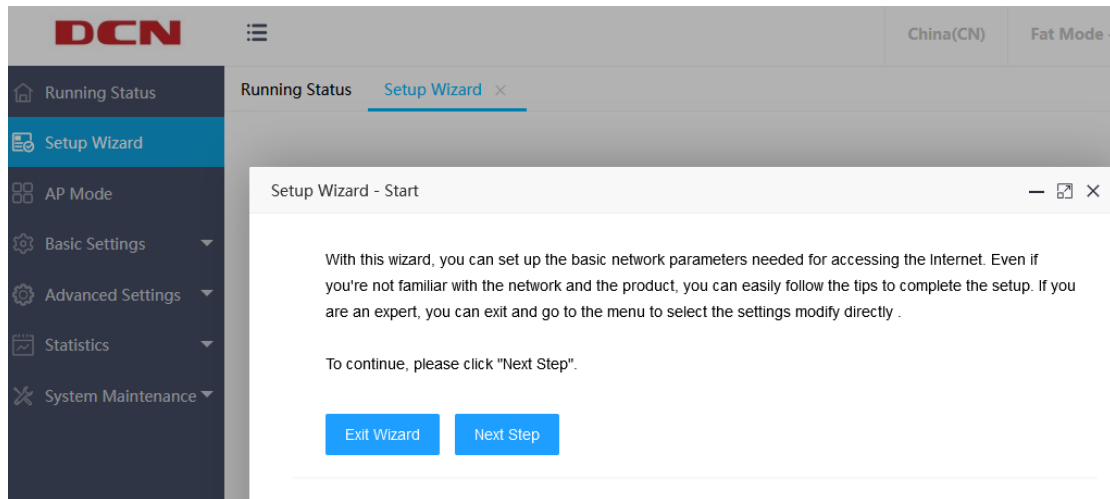 DCN
China(CN)
Fat Mode -
Running Status
Setup Wizard
AP Mode
Basic Settings
Advanced Settings
Statistics
System Maintenance
Running Status
Setup Wizard
Setup Wizard - Start
With this wizard, you can set up the basic network parameters needed for accessing the Internet. Even if
you're not familiar with the network and the product, you can easily follow the tips to complete the setup. If you
are an expert, you can exit and go to the menu to select the settings modify directly .
To continue, please click "Next Step".
Exit Wizard
Next Step